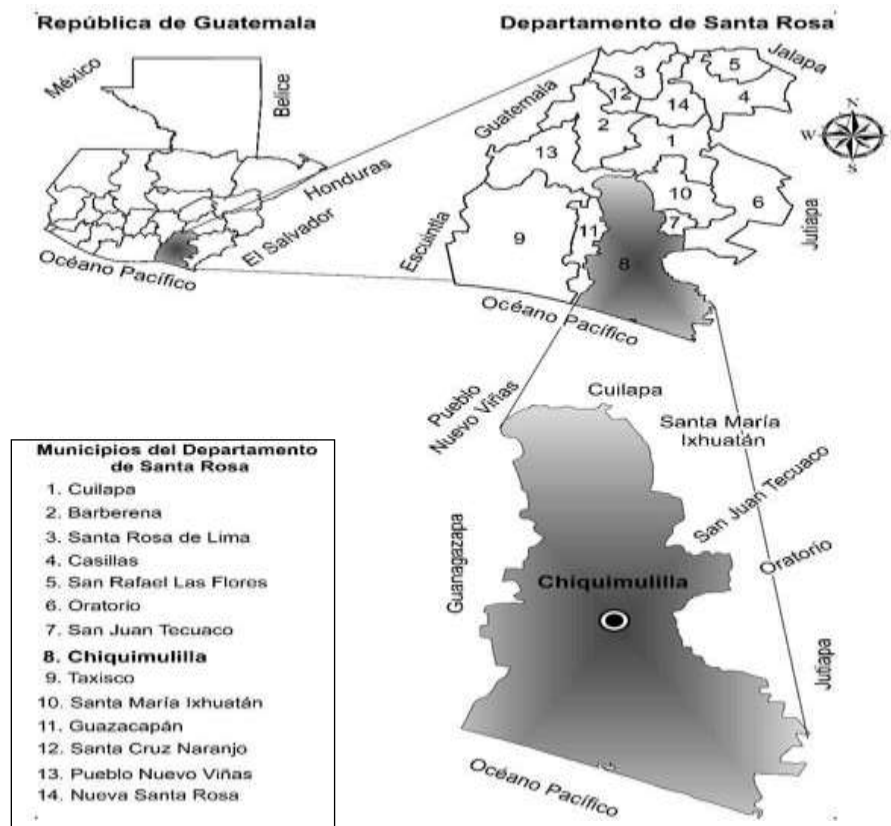 República de Guatemala
México
Belice
Honduras
El Salvador
Océano Pacífico
Departamento de Santa Rosa
Jalapa
Guatemala
Escuintla
Jutiapa
Océano Pacífico
3
5
12
14
4
2
1
13
10
6
7
9
11
8
N
W
E
S
Municipios del Departamento
de Santa Rosa
1. Cuilapa
2. Barberena
3. Santa Rosa de Lima
4. Casillas
5. San Rafael Las Flores
6. Oratorio
7. San Juan Tecuaco
8. Chiquimulilla
9. Taxisco
10. Santa María Ixhuatán
11. Guazacapán
12. Santa Cruz Naranjo
13. Pueblo Nuevo Viñas
14. Nueva Santa Rosa
Pueblo
Nuevo Viñas
Cuilapa
Santa María
Ixhuatán
San Juan Tecuaco
Oratorio
Guanagazapa
Chiquimulilla
Jutiapa
Océano Pacífico